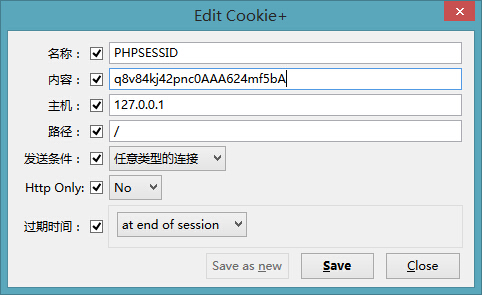 Edit Cookie+
名称： PHPSESSID
内容： q8v84kj42pnc0AAA624mf5bA
主机： 127.0.0.1
路径： /
发送条件： 任意类型的连接
Http Only: No
过期时间： at end of session
Save as new Save Close